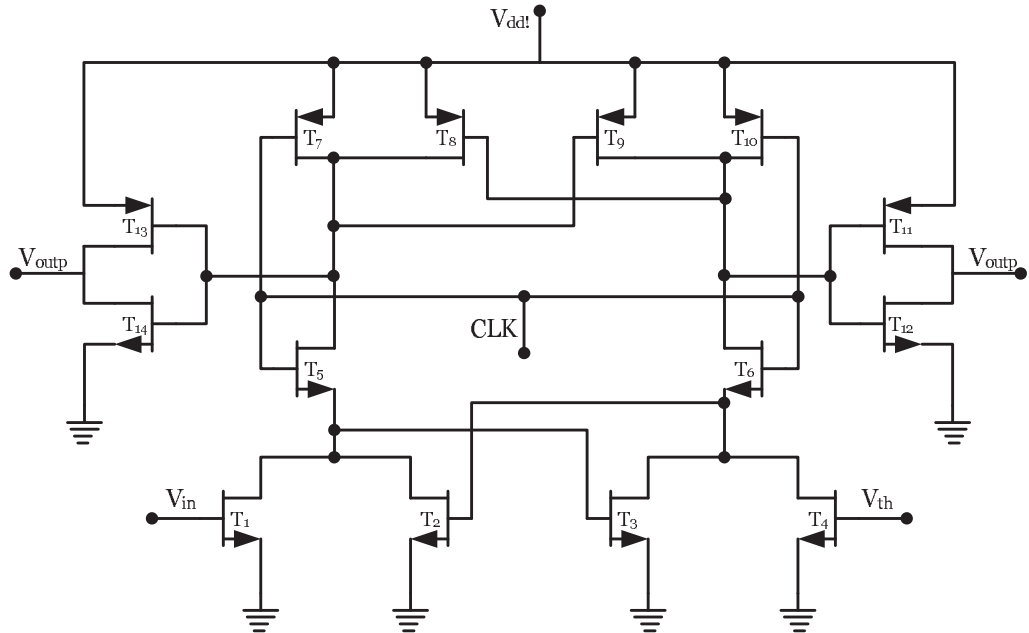 Vdd!
T7
T8
T9
T10
T13
T11
Voutp
Voutp
T14
T12
CLK
T5
T6
Vin
Vth
T1
T2
T3
T4